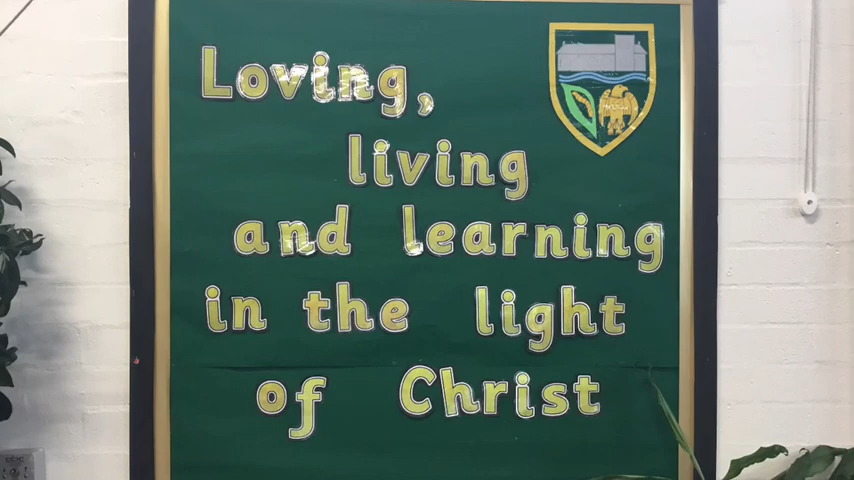 Loving,
living
and learning
in the light
of Christ